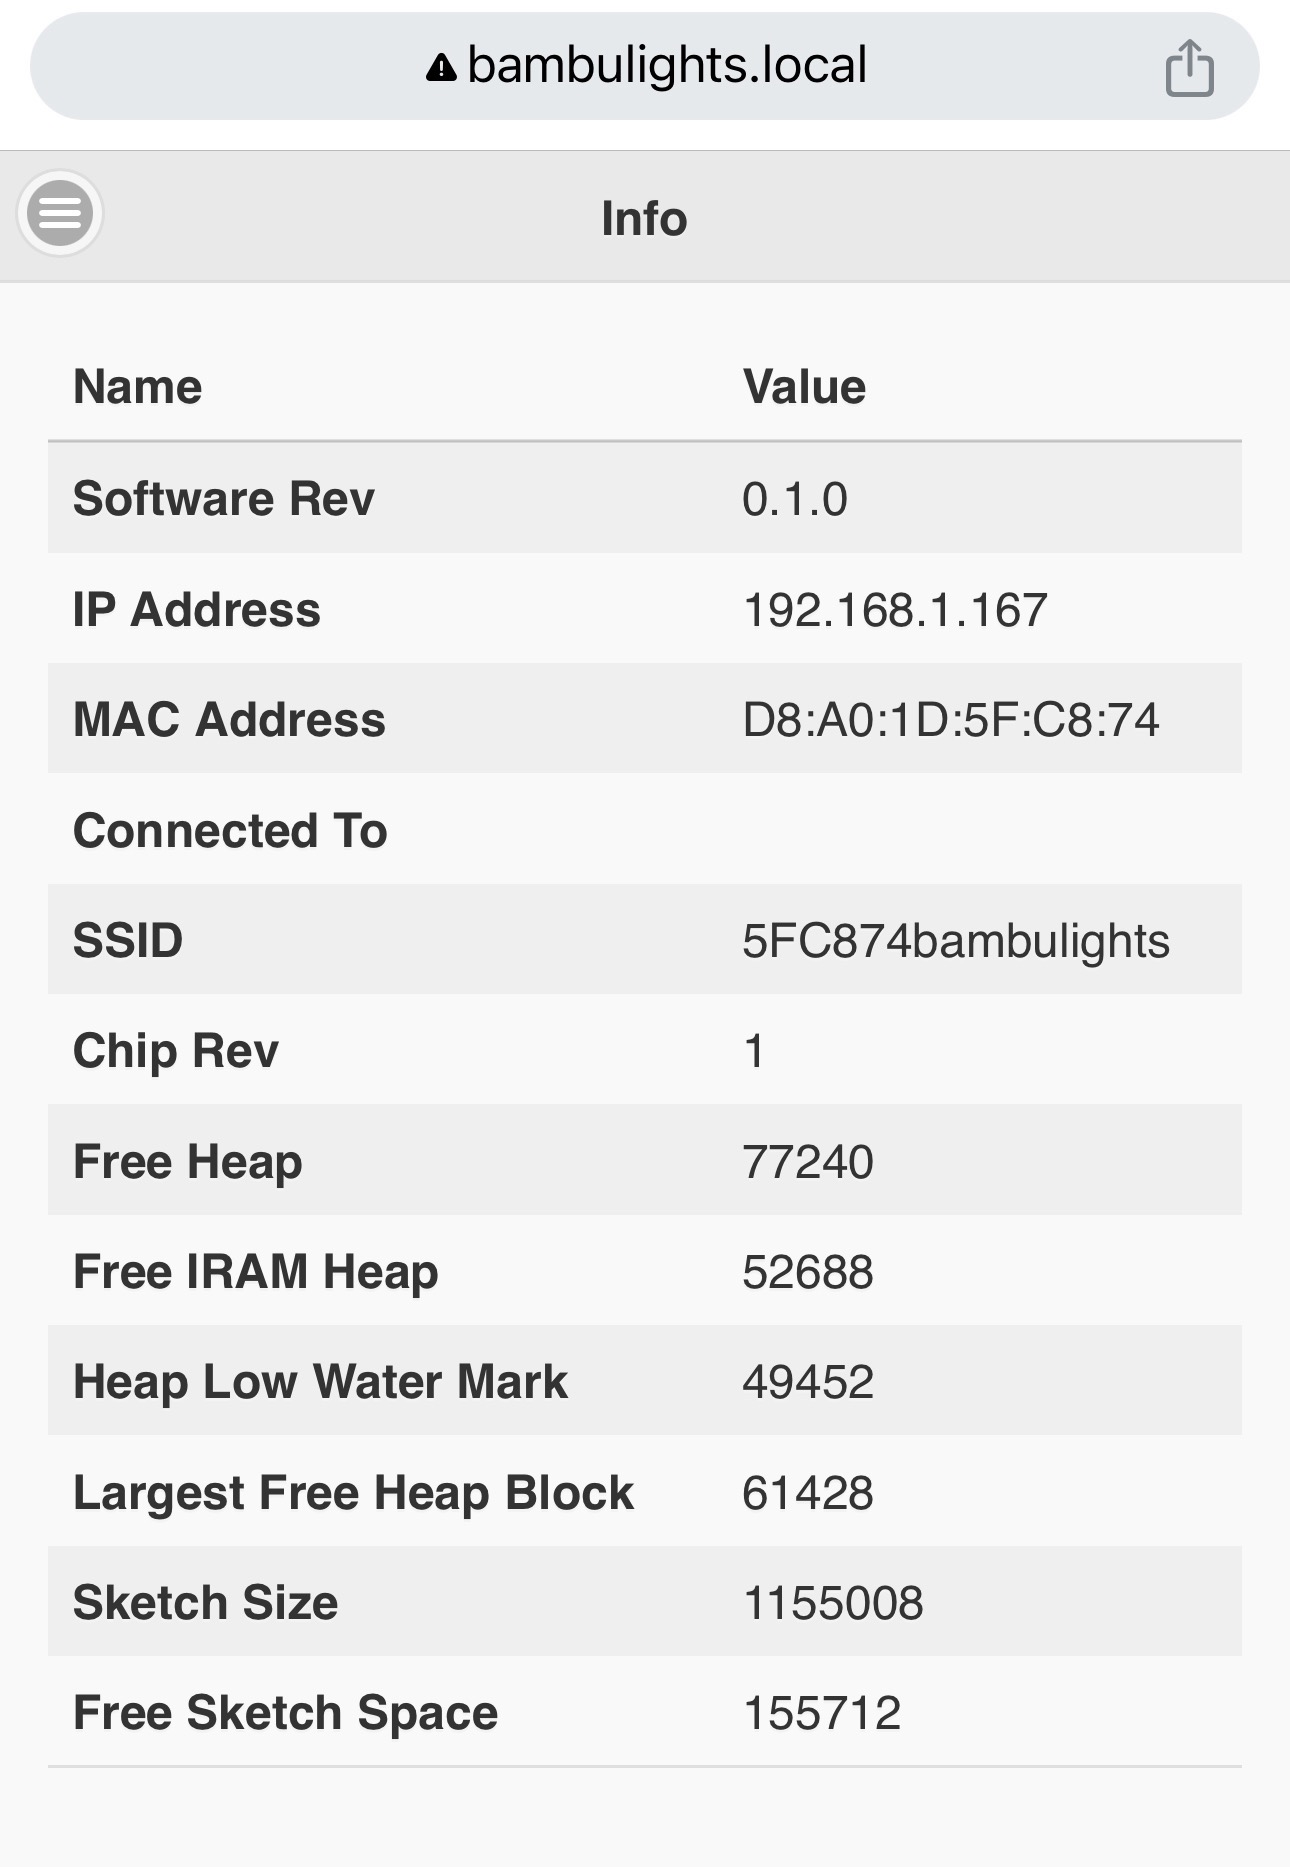 bambulights.local
Info
Name Value
Software Rev 0.1.0
IP Address 192.168.1.167
MAC Address D8:A0:1D:5F:C8:74
Connected To
SSID 5FC874bambulights
Chip Rev 1
Free Heap 77240
Free IRAM Heap 52688
Heap Low Water Mark 49452
Largest Free Heap Block 61428
Sketch Size 1155008
Free Sketch Space 155712